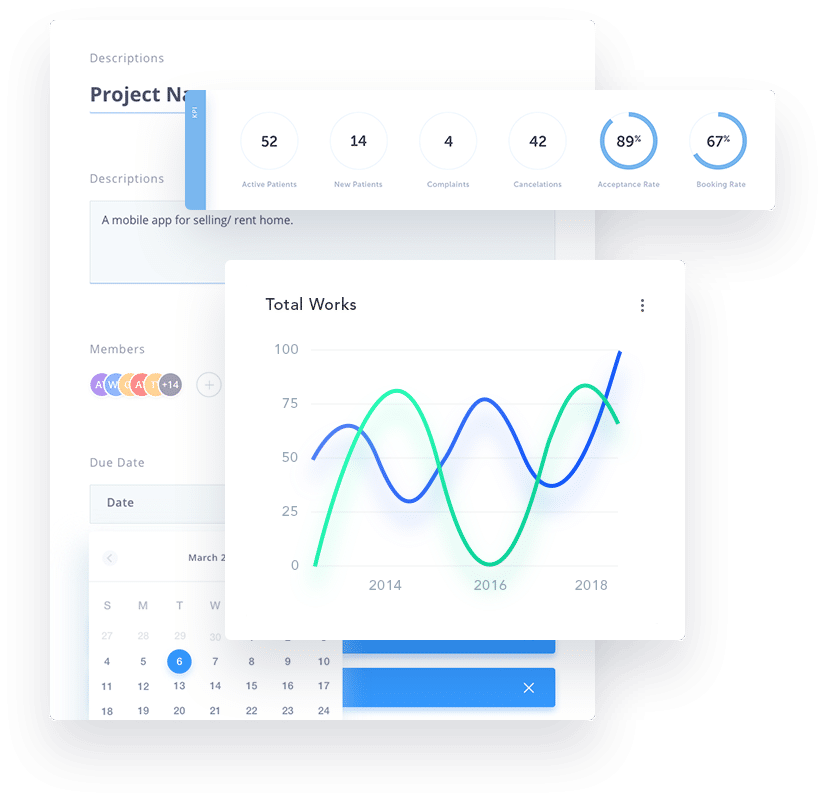 Descriptions
Project Na
KPI
52
14
4
42
89%
67%
Active Patients
New Patients
Complaints
Cancelations
Acceptance Rate
Booking Rate
Descriptions
A mobile app for selling/ rent home.
Total Works
100
75
50
25
0
2014 2016 2018
Members
A W +14
Due Date
Date
March 2
S M T W
27 28 29 30
4 5 6 7 8 9 10
11 12 13 14 15 16 17
18 19 20 21 22 23 24